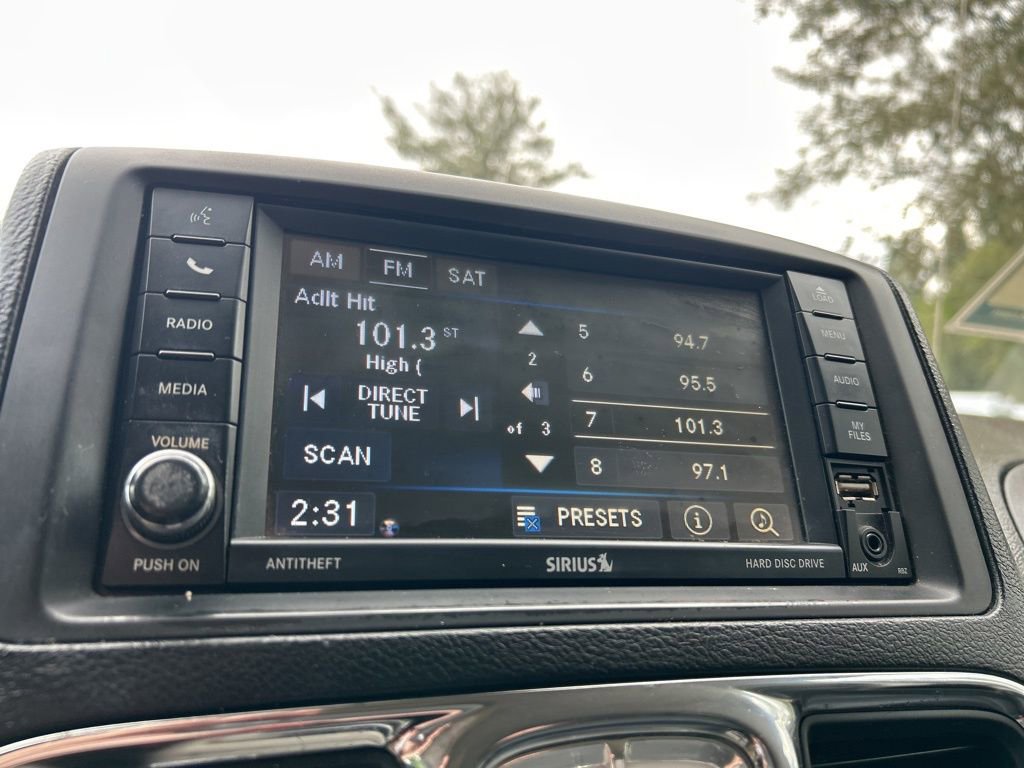 AM FM SAT
Adlt Hit
101.3 ST
High (
DIRECT
TUNE
SCAN
2:31
2
of 3
5 94.7
6 95.5
7 101.3
8 97.1
PRESETS
i
RADIO
MEDIA
VOLUME
PUSH ON
LOAD
MENU
AUDIO
MY
FILES
AUX
RBZ
ANTITHEFT
SIRIUS
HARD DISC DRIVE